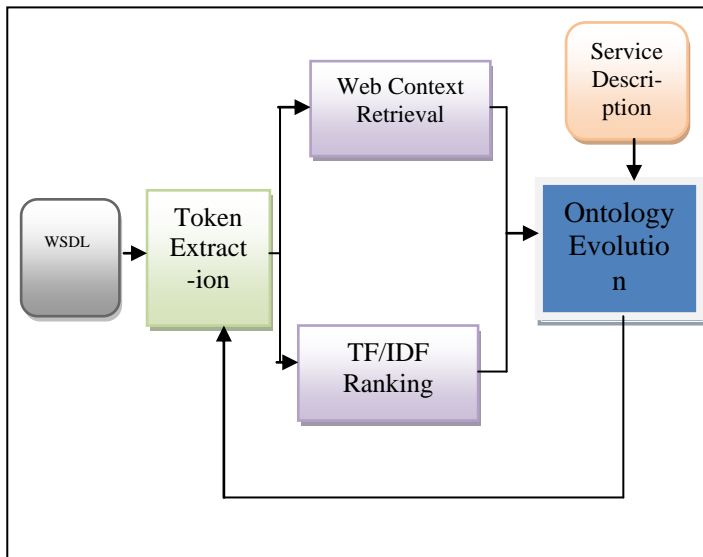 WSDL
Token
Extract
-ion
Web Context
Retrieval
TF/IDF
Ranking
Service
Descri-
ption
Ontology
Evolutio
n